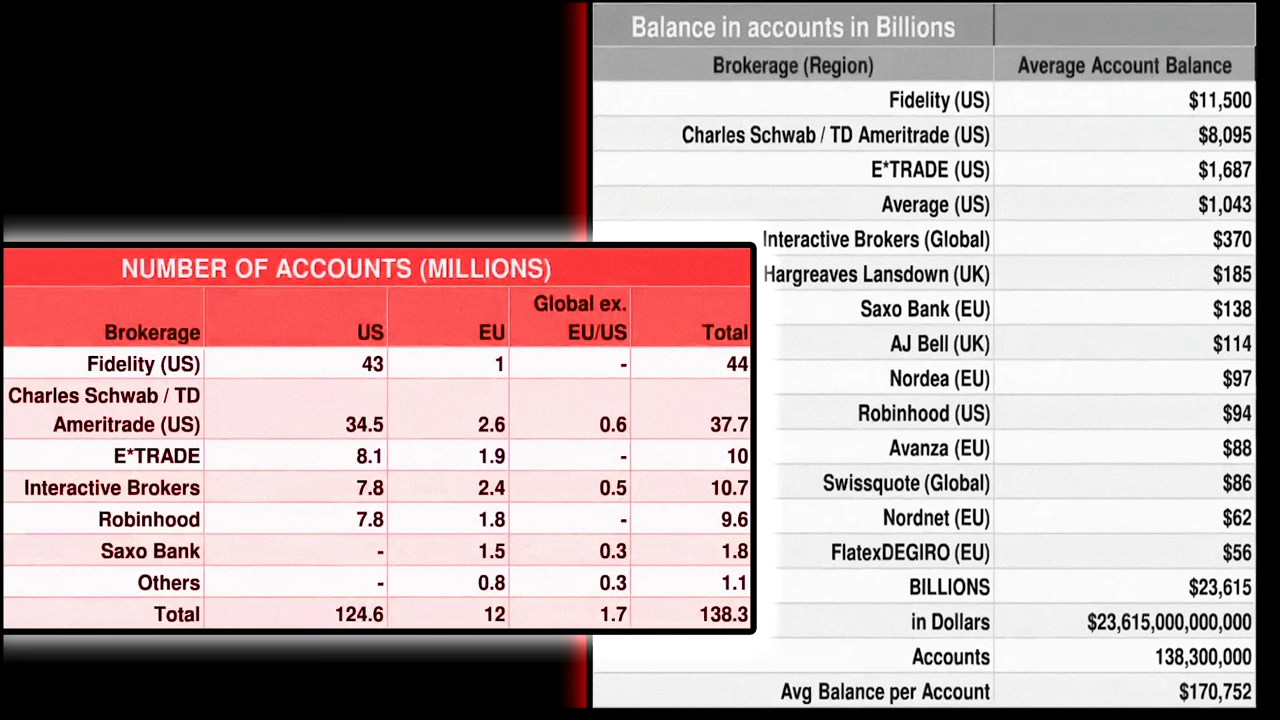 Balance in accounts in Billions
Brokerage (Region) Average Account Balance
Fidelity (US) $11,500
Charles Schwab / TD Ameritrade (US) $8,095
E*TRADE (US) $1,687
Average (US) $1,043
Interactive Brokers (Global) $370
Hargreaves Lansdown (UK) $185
Saxo Bank (EU) $138
AJ Bell (UK) $114
Nordea (EU) $97
Robinhood (US) $94
Avanza (EU) $88
Swissquote (Global) $86
Nordnet (EU) $62
FlatexDEGIRO (EU) $56
BILLIONS $23,615
in Dollars $23,615,000,000,000
Accounts 138,300,000
Avg Balance per Account $170,752
NUMBER OF ACCOUNTS (MILLIONS)
Global ex.
Brokerage US EU EU/US Total
Fidelity (US) 43 1 - 44
Charles Schwab / TD
Ameritrade (US) 34.5 2.6 0.6 37.7
E*TRADE 8.1 1.9 - 10
Interactive Brokers 7.8 2.4 0.5 10.7
Robinhood 7.8 1.8 - 9.6
Saxo Bank - 1.5 0.3 1.8
Others - 0.8 0.3 1.1
Total 124.6 12 1.7 138.3